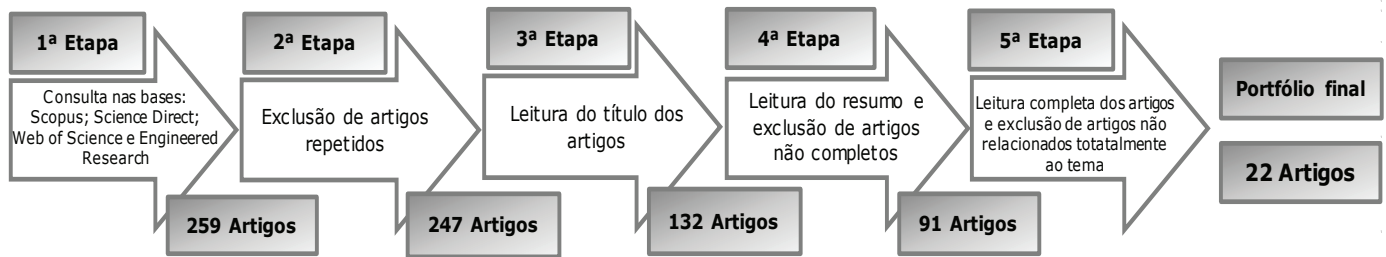 1ª Etapa
Consulta nas bases:
Scopus; Science Direct;
Web of Science e Engineered
Research
259 Artigos
2ª Etapa
Exclusão de artigos
repetidos
247 Artigos
3ª Etapa
Leitura do título dos
artigos
132 Artigos
4ª Etapa
Leitura do resumo e
exclusão de artigos
não completos
91 Artigos
5ª Etapa
Leitura completa dos artigos
e exclusão de artigos não
relacionados totatalmente
ao tema
Portfólio final
22 Artigos